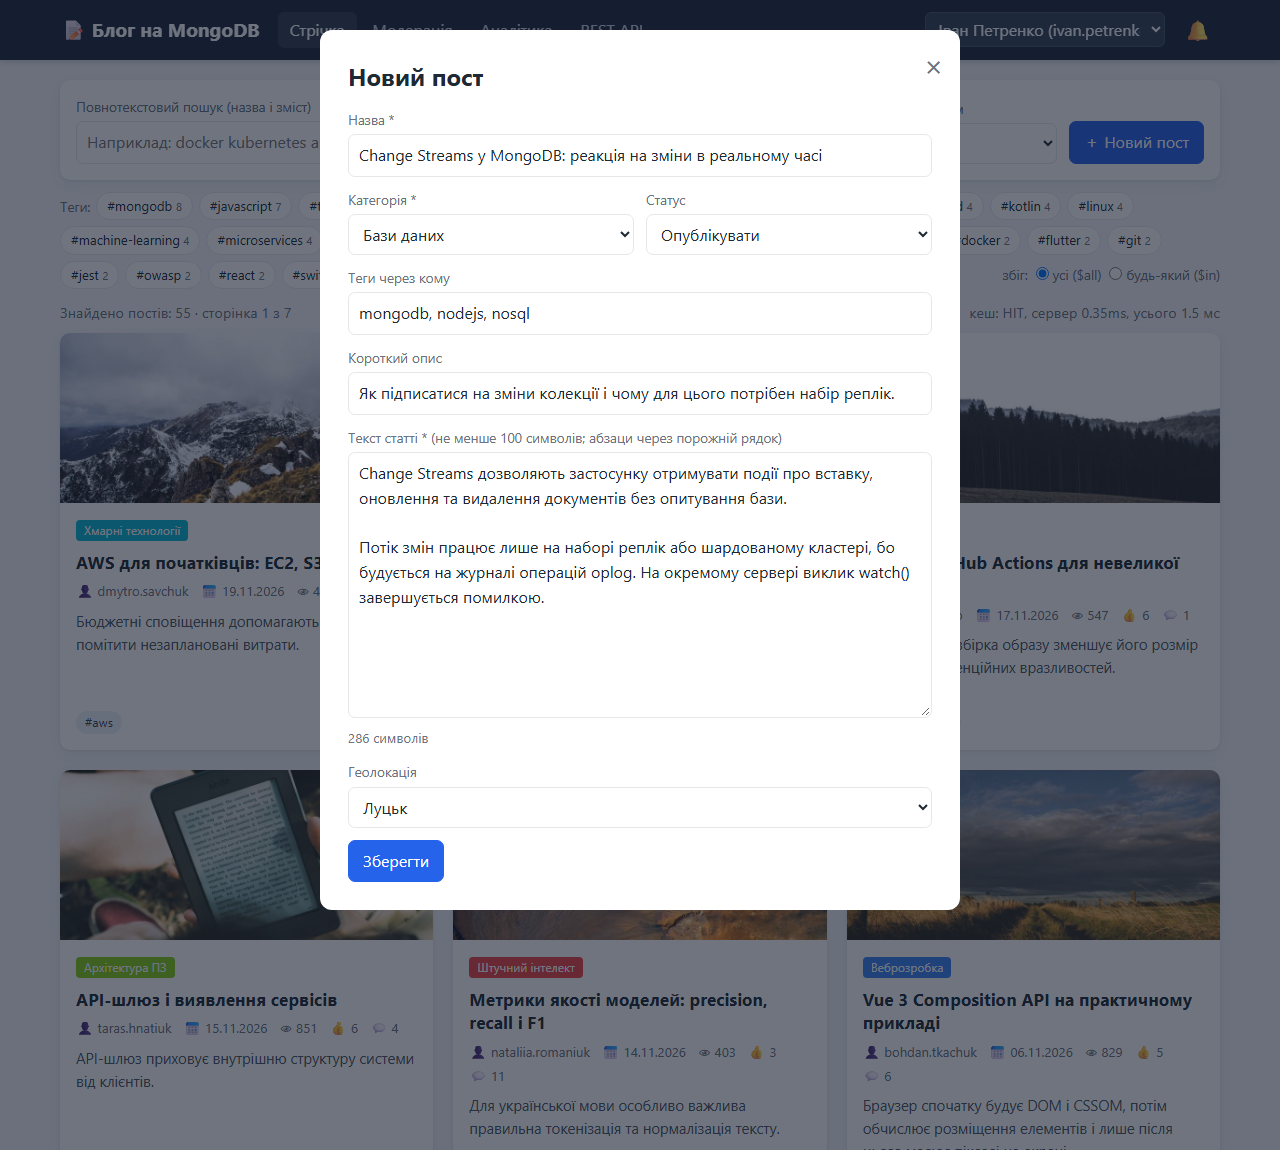 Блог на MongoDB
Стрічка Модерація Аналітика REST API
Іван Петренко (ivan.petrenk
Повнотекстовий пошук (назва і зміст)
Наприклад: docker kubernetes а
＋ Новий пост
Теги: #mongodb 8 #javascript 7
4 #kotlin 4 #linux 4
#machine-learning 4 #microservices 4
docker 2 #flutter 2 #git 2
#jest 2 #owasp 2 #react 2
збіг: усі ($all) будь-який ($in)
Знайдено постів: 55 · сторінка 1 з 7
кеш: HIT, сервер 0.35ms, усього 1.5 мс
Новий пост
×
Назва *
Change Streams у MongoDB: реакція на зміни в реальному часі
Категорія * Статус
Бази даних Опублікувати
Теги через кому
mongodb, nodejs, nosql
Короткий опис
Як підписатися на зміни колекції і чому для цього потрібен набір реплік.
Текст статті * (не менше 100 символів; абзаци через порожній рядок)
Change Streams дозволяють застосунку отримувати події про вставку,
оновлення та видалення документів без опитування бази.
Потік змін працює лише на наборі реплік або шардованому кластері, бо
будується на журналі операцій oplog. На окремому сервері виклик watch()
завершується помилкою.
286 символів
Геолокація
Луцьк
Зберегти
Хмарні технології
AWS для початківців: EC2, S3
dmytro.savchuk 19.11.2026 4
Бюджетні сповіщення допомагають
помітити незаплановані витрати.
#aws
Hub Actions для невеликої
17.11.2026 547 6 1
збірка образу зменшує його розмір
вразливостей.
Архітектура ПЗ
API-шлюз і виявлення сервісів
taras.hnatiuk 15.11.2026 851 6 4
API-шлюз приховує внутрішню структуру системи
від клієнтів.
Штучний інтелект
Метрики якості моделей: precision,
recall і F1
nataliia.romaniuk 14.11.2026 403 3
11
Для української мови особливо важлива
правильна токенізація та нормалізація тексту.
Веброзробка
Vue 3 Composition API на практичному
прикладі
bohdan.tkachuk 06.11.2026 829 5
6
Браузер спочатку будує DOM і CSSOM, потім
обчислює розміщення елементів і лише після